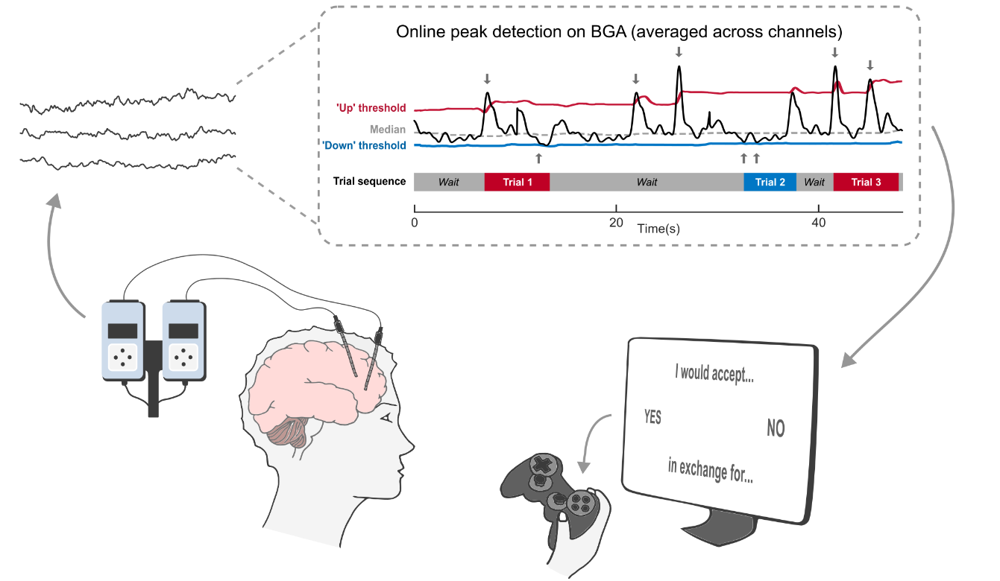 Online peak detection on BGA (averaged across channels)
'Up' threshold
Median
'Down' threshold
Trial sequence
Wait Trial 1 Wait Trial 2 Wait Trial 3
0 20 40
Time(s)
I would accept...
YES
NO
in exchange for...